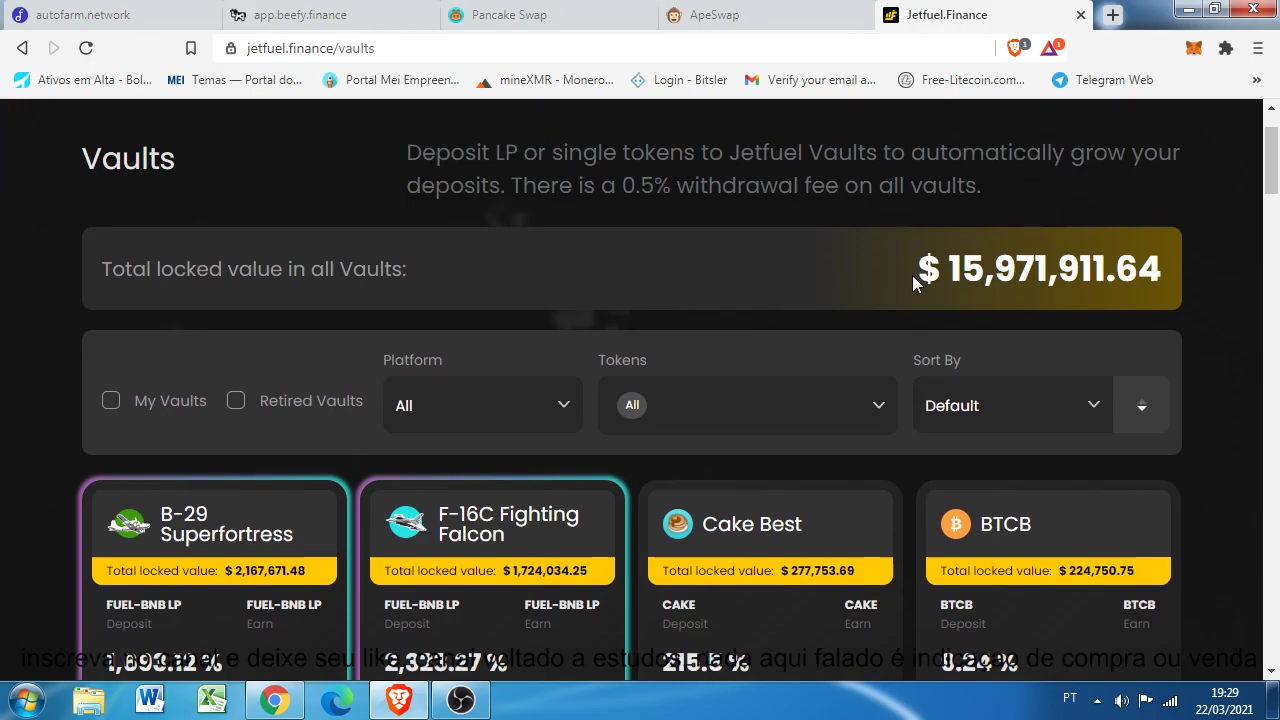 autofarm.network
app.beefy.finance
Pancake Swap
ApeSwap
Jetfuel.Finance
jetfuel.finance/vaults
1
1
Ativos em Alta - Bol...
MEI Temas — Portal do...
Portal Mei Empreen...
mineXMR - Monero...
Login - Bitsler
Verify your email a...
Free-Litecoin.com...
Telegram Web
»
Vaults
Deposit LP or single tokens to Jetfuel Vaults to automatically grow your
deposits. There is a 0.5% withdrawal fee on all vaults.
Total locked value in all Vaults:
$ 15,971,911.64
Platform
Tokens
Sort By
My Vaults
Retired Vaults
All
All
Default
B-29
Superfortress
Total locked value: $ 2,167,671.48
FUEL-BNB LP FUEL-BNB LP
Deposit Earn
F-16C Fighting
Falcon
Total locked value: $ 1,724,034.25
FUEL-BNB LP FUEL-BNB LP
Deposit Earn
Cake Best
Total locked value: $ 277,753.69
CAKE CAKE
Deposit Earn
BTCB
Total locked value: $ 224,750.75
BTCB BTCB
Deposit Earn
inscreva no canal e deixe seu like, canal voltado a estudos, nada aqui falado é indicação de compra ou venda
PT
19:29
22/03/2021